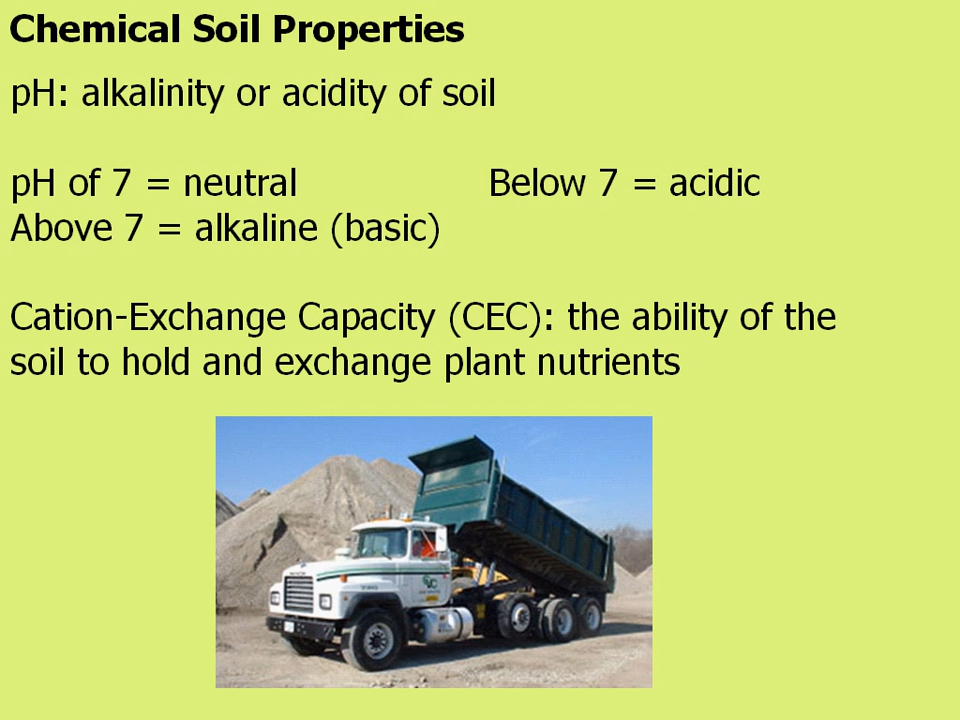 Chemical Soil Properties
pH: alkalinity or acidity of soil
pH of 7 = neutral Below 7 = acidic
Above 7 = alkaline (basic)
Cation-Exchange Capacity (CEC): the ability of the
soil to hold and exchange plant nutrients